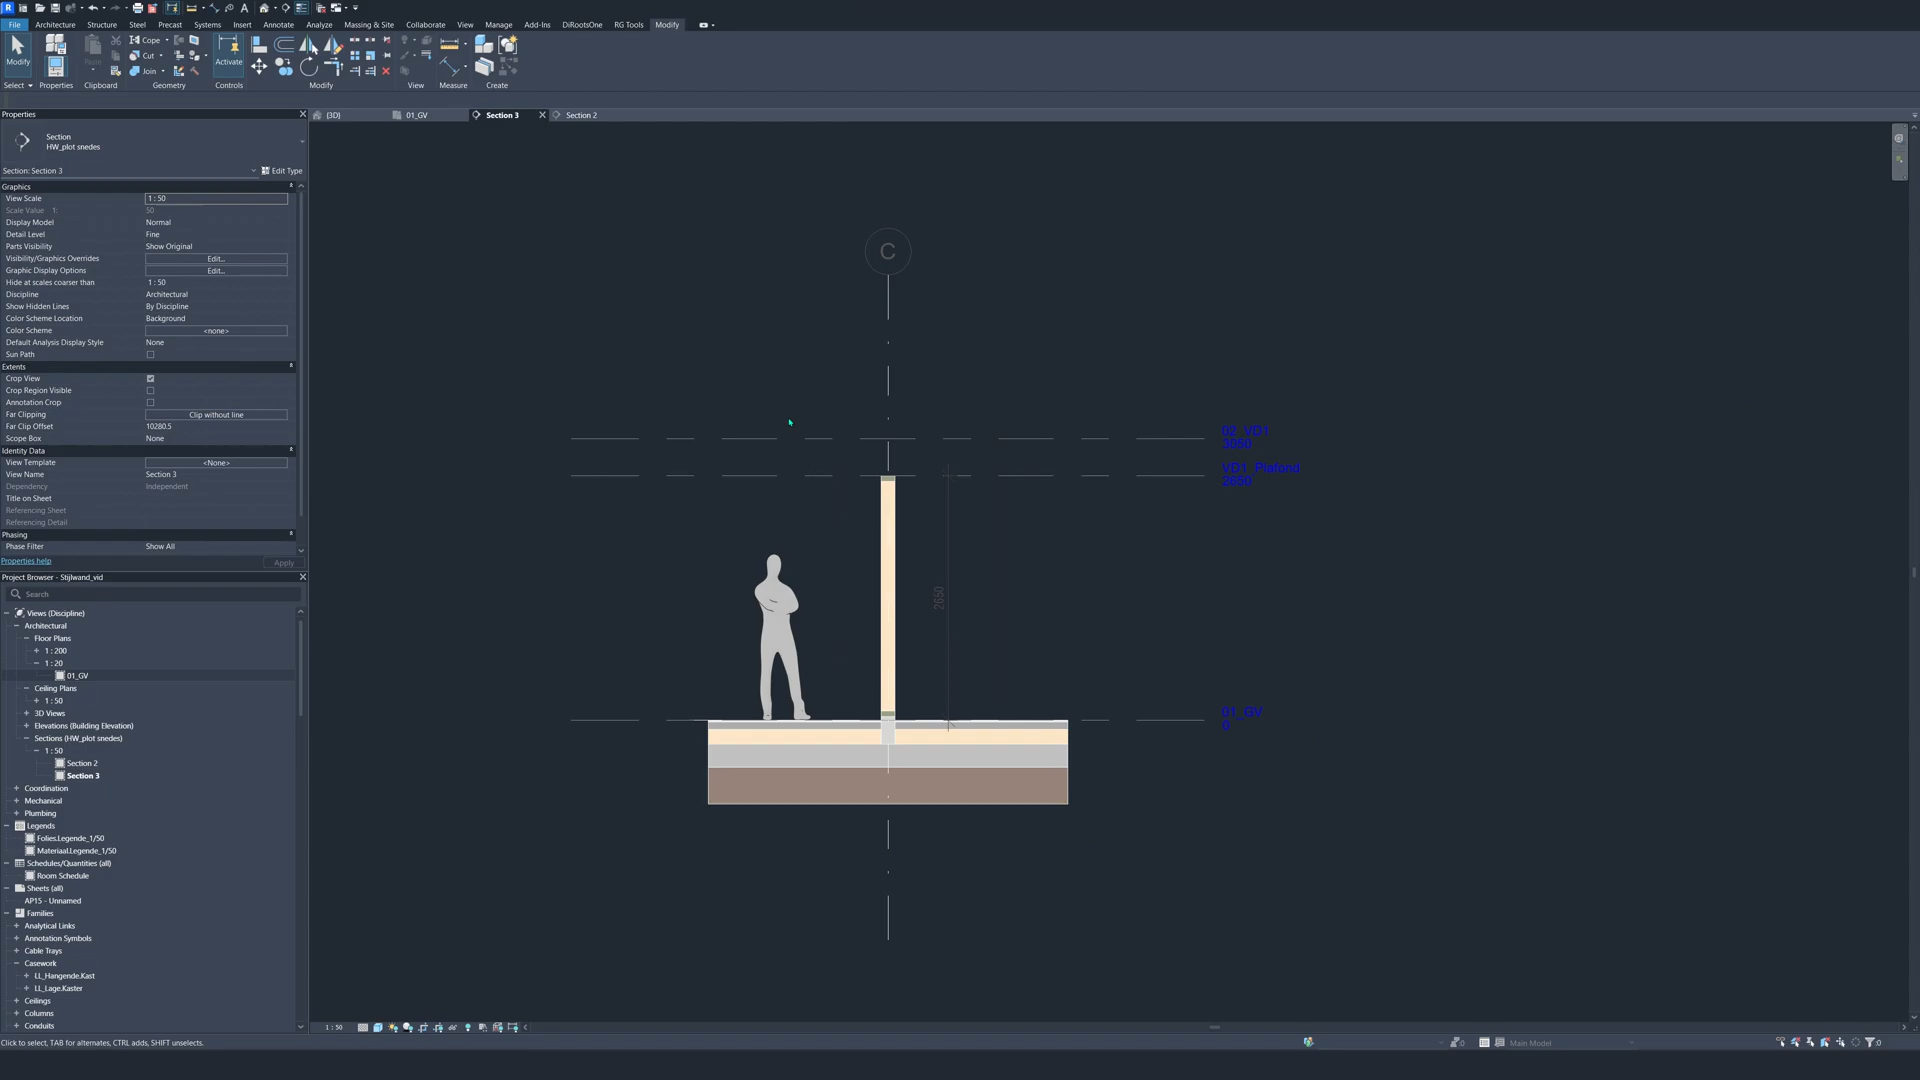 File Architecture Structure Steel Precast Systems Insert Annotate Analyze Massing & Site Collaborate View Manage Add-Ins DiRootsOne RG Tools Modify
Modify Paste Cope Cut Join Activate
Select Properties Clipboard Geometry Controls Modify View Measure Create
Properties
Section
HW_plot snedes
Section: Section 3 Edit Type
Graphics
View Scale 1 : 50
Scale Value 1: 50
Display Model Normal
Detail Level Fine
Parts Visibility Show Original
Visibility/Graphics Overrides Edit...
Graphic Display Options Edit...
Hide at scales coarser than 1 : 50
Discipline Architectural
Show Hidden Lines By Discipline
Color Scheme Location Background
Color Scheme <none>
Default Analysis Display Style None
Sun Path
Extents
Crop View
Crop Region Visible
Annotation Crop
Far Clipping Clip without line
Far Clip Offset 10280.5
Scope Box None
Identity Data
View Template <None>
View Name Section 3
Dependency Independent
Title on Sheet
Referencing Sheet
Referencing Detail
Phasing
Phase Filter Show All
Properties help Apply
Project Browser - Stijlwand_vid
Search
Views (Discipline)
Architectural
Floor Plans
1 : 200
1 : 20
01_GV
Ceiling Plans
1 : 50
3D Views
Elevations (Building Elevation)
Sections (HW_plot snedes)
1 : 50
Section 2
Section 3
Coordination
Mechanical
Plumbing
Legends
Folies.Legende_1/50
Materiaal.Legende_1/50
Schedules/Quantities (all)
Room Schedule
Sheets (all)
AP15 - Unnamed
Families
Analytical Links
Annotation Symbols
Cable Trays
Casework
LL_Hangende.Kast
LL_Lage.Kaster
Ceilings
Columns
Conduits
{3D} 01_GV Section 3 Section 2
C
02_VD1
VD1_Plafond
2650
2650
01_GV
0
1 : 50
Click to select, TAB for alternates, CTRL adds, SHIFT unselects.
:0 Main Model :0